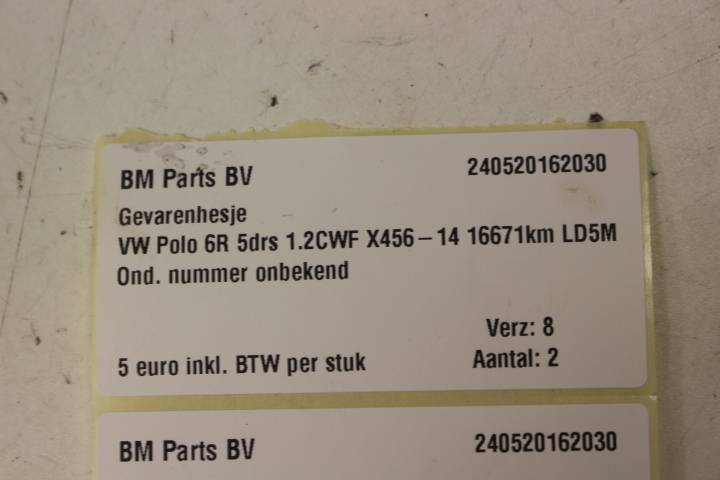 BM Parts BV 240520162030
Gevarenhesje
VW Polo 6R 5drs 1.2CWF X456-14 16671km LD5M
Ond. nummer onbekend
Verz: 8
5 euro inkl. BTW per stuk Aantal: 2
BM Parts BV 240520162030